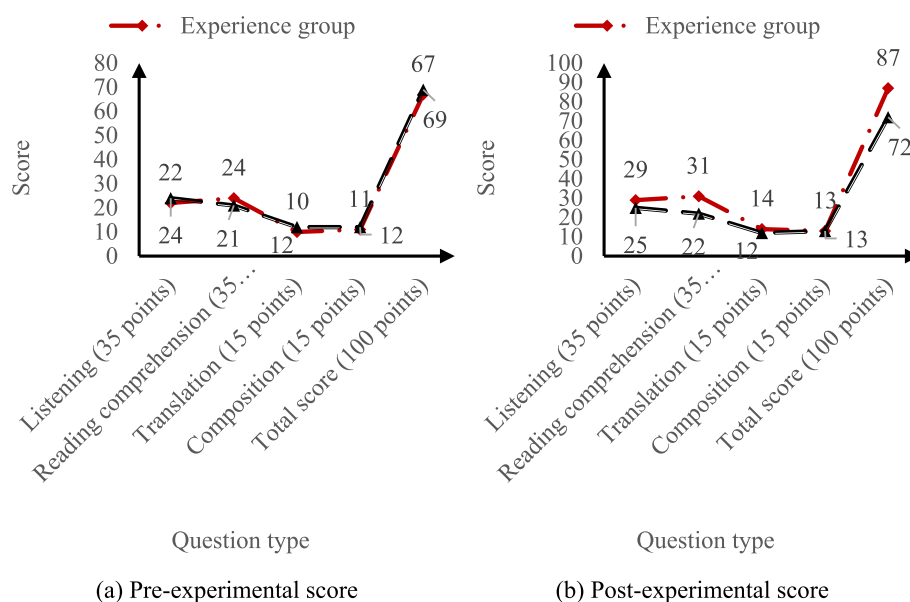 Experience group
80
70
60
50
40
30
20
10
0
Score
22
24
10
11
67
24
21
12
12
69
Listening (35 points)
Reading comprehension (35…
Translation (15 points)
Composition (15 points)
Total score (100 points)
Question type
(a) Pre-experimental score
Experience group
100
90
80
70
60
50
40
30
20
10
0
Score
29
31
14
13
87
25
22
12
13
72
Listening (35 points)
Reading comprehension (35…
Translation (15 points)
Composition (15 points)
Total score (100 points)
Question type
(b) Post-experimental score